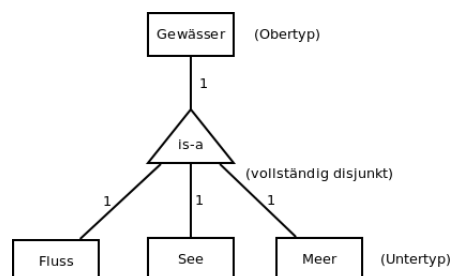 Gewässer (Obertyp)
1
is-a
(vollständig disjunkt)
1 1 1
Fluss See Meer (Untertyp)